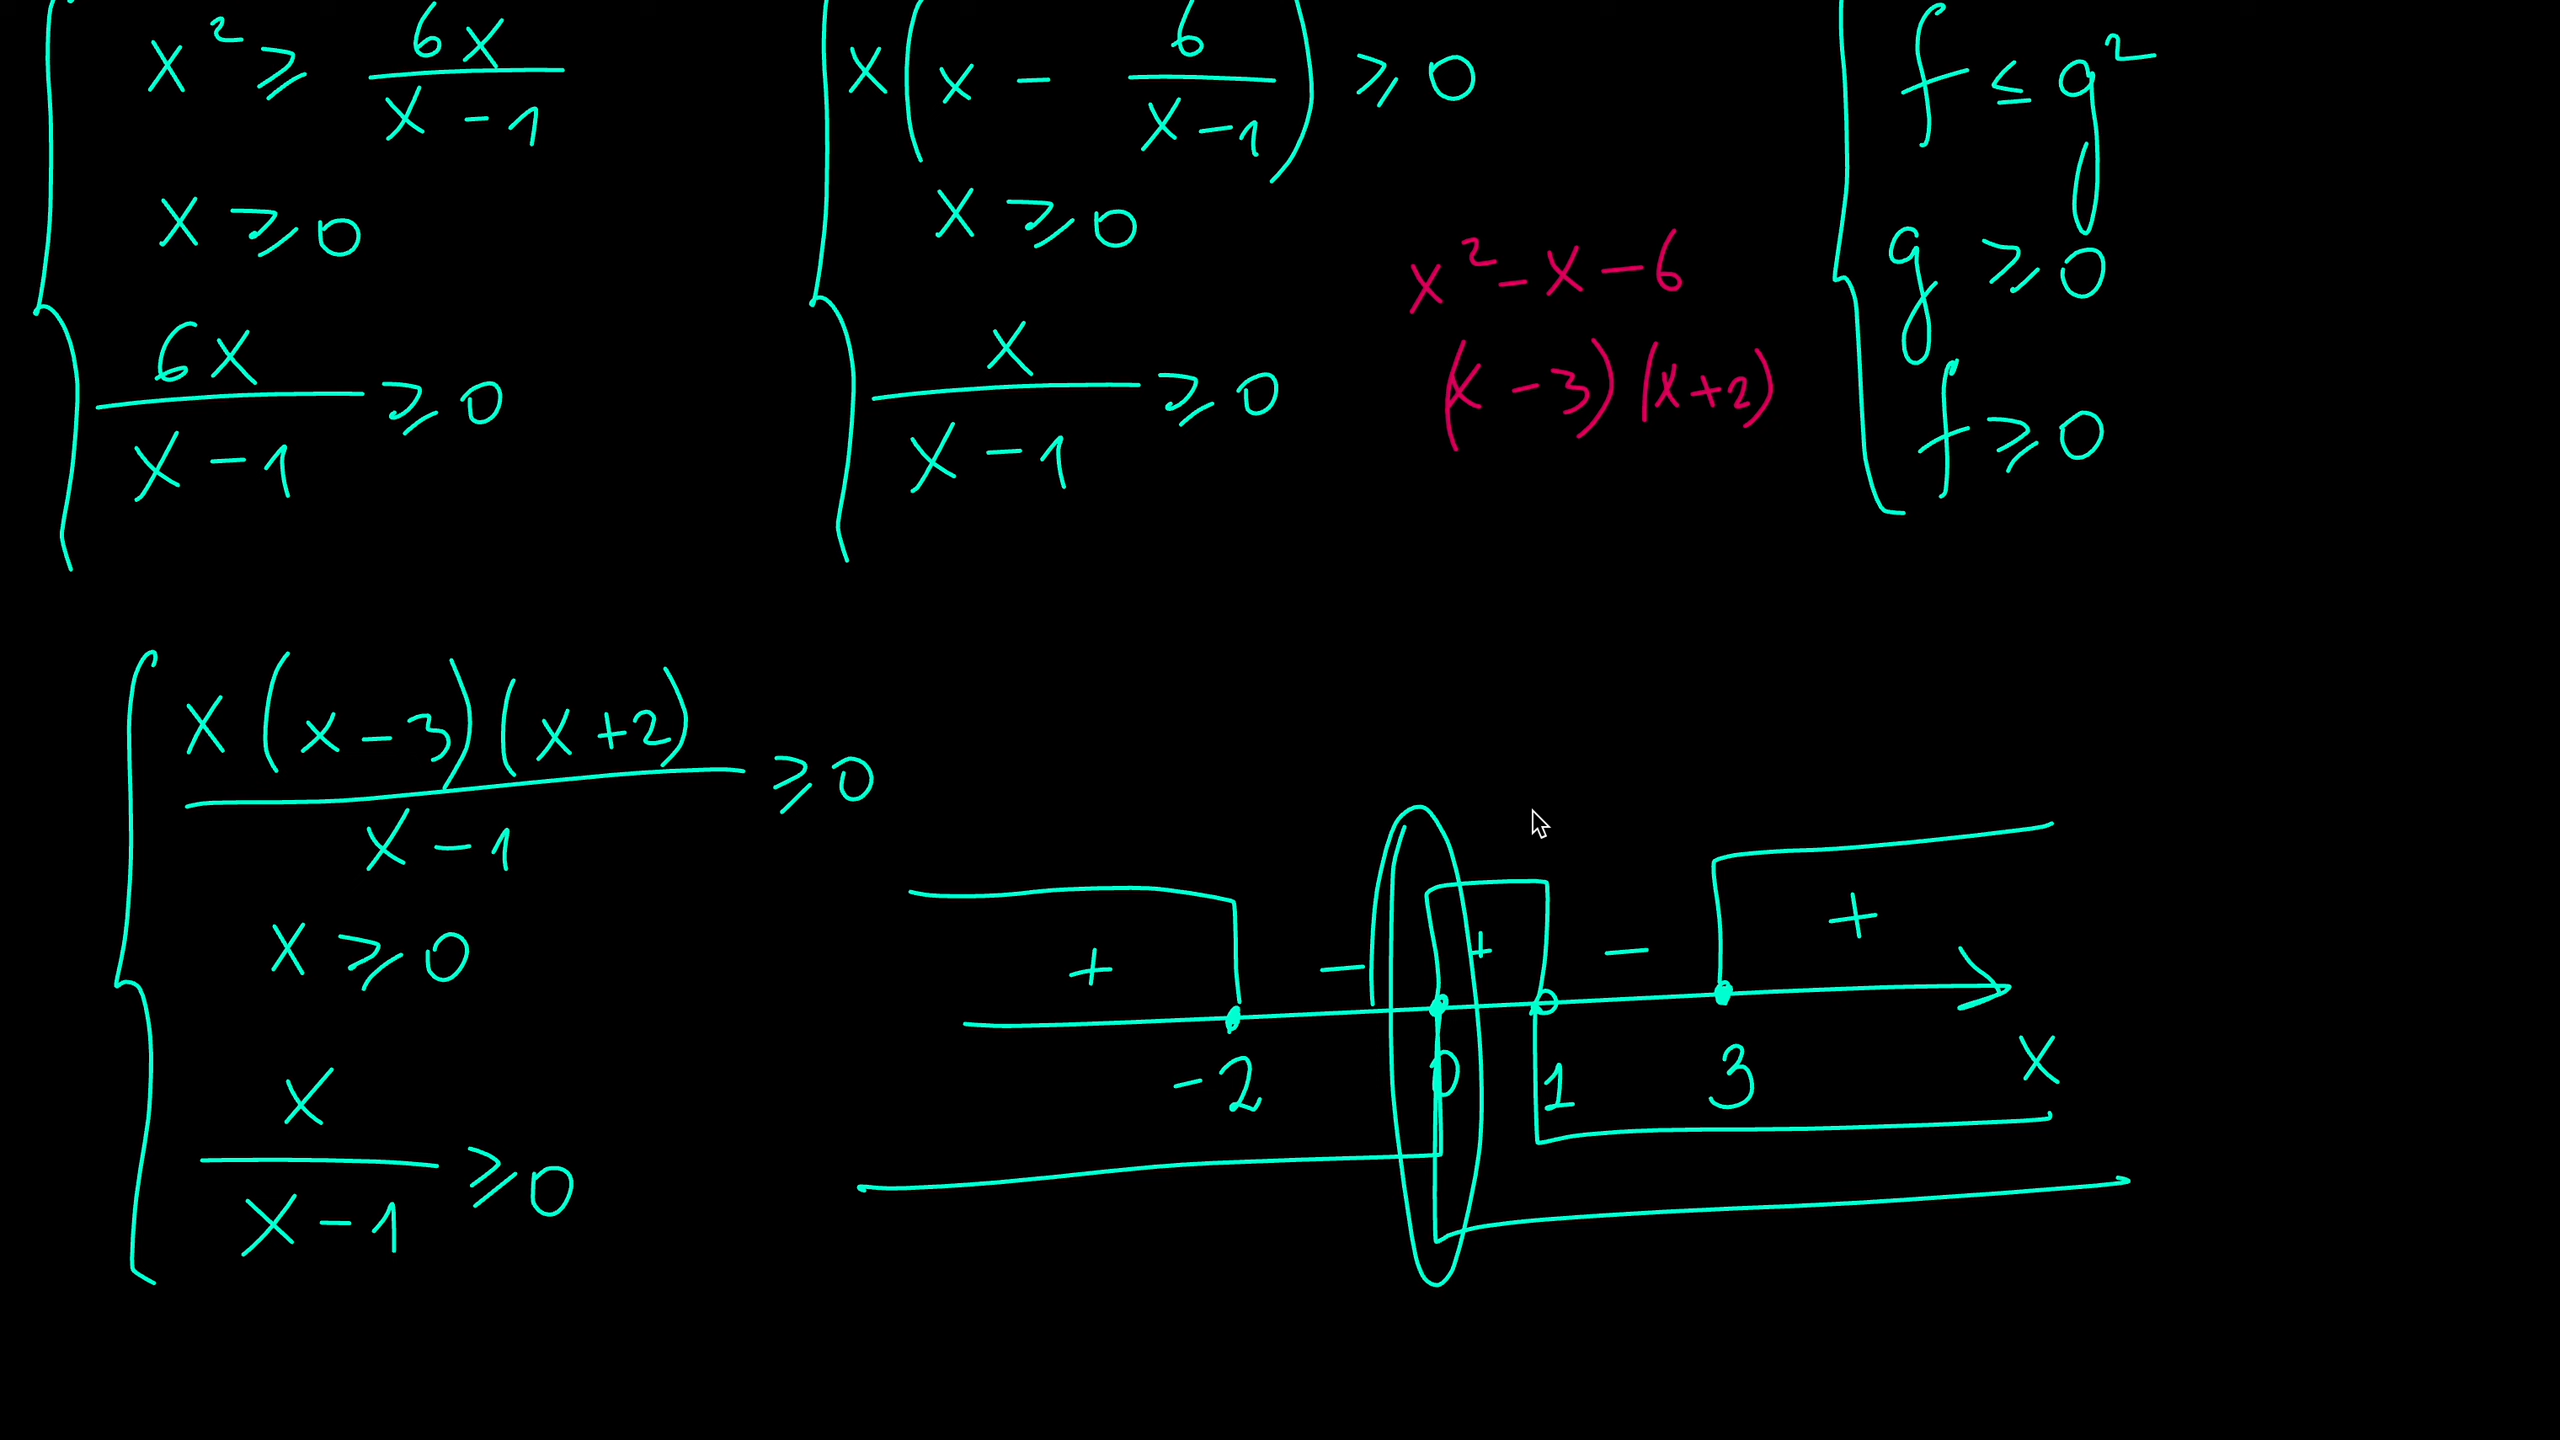 x² ≥ 6x / x - 1
x ≥ 0
6x / x - 1 ≥ 0
x(x - 6 / x - 1) ≥ 0
x ≥ 0
x / x - 1 ≥ 0
x² - x - 6
(x - 3)(x + 2)
f ≤ g²
g ≥ 0
f ≥ 0
x(x - 3)(x + 2) / x - 1 ≥ 0
x ≥ 0
x / x - 1 ≥ 0
+ - + - +
-2 0 1 3 x